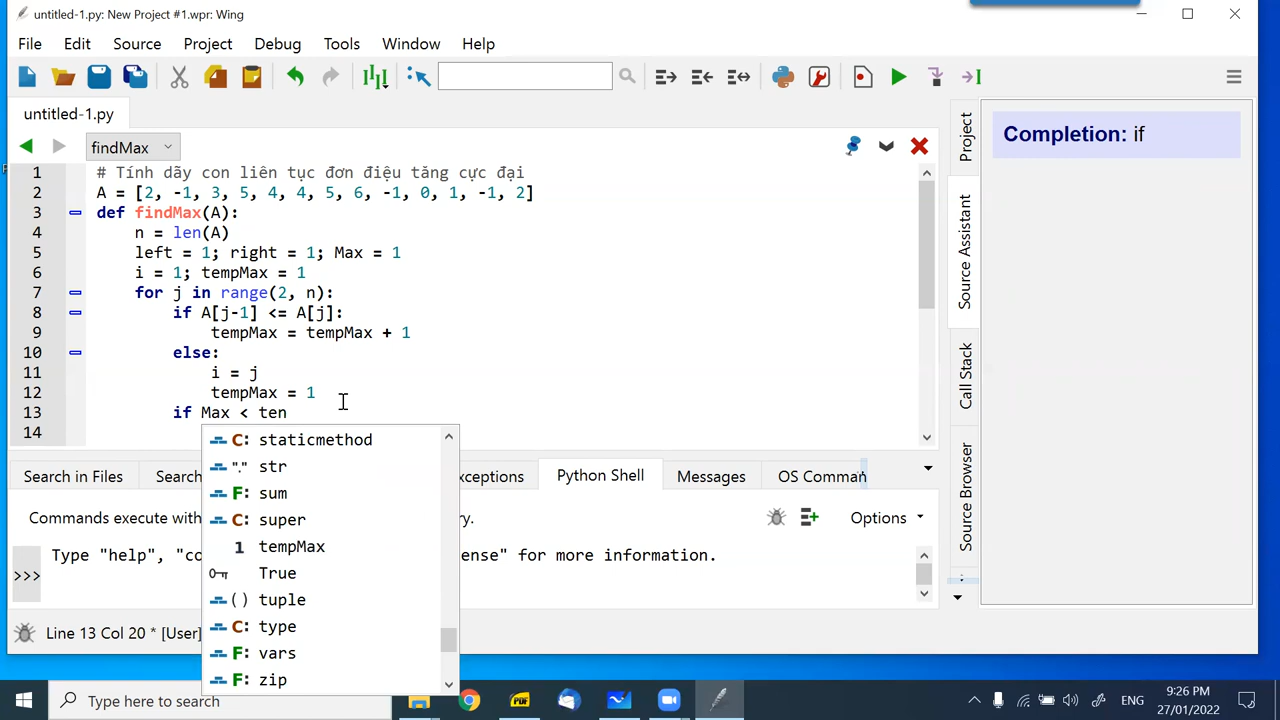 untitled-1.py: New Project #1.wpr: Wing
File Edit Source Project Debug Tools Window Help
untitled-1.py
findMax
1 # Tính dãy con liên tục đơn điệu tăng cực đại
2 A = [2, -1, 3, 5, 4, 4, 5, 6, -1, 0, 1, -1, 2]
3 def findMax(A):
4 n = len(A)
5 left = 1; right = 1; Max = 1
6 i = 1; tempMax = 1
7 for j in range(2, n):
8 if A[j-1] <= A[j]:
9 tempMax = tempMax + 1
10 else:
11 i = j
12 tempMax = 1
13 if Max < ten
14
C: staticmethod
"." str
F: sum
C: super
1 tempMax
True
() tuple
C: type
F: vars
F: zip
Project
Source Assistant
Call Stack
Source Browser
Completion: if
Search in Files Searc xceptions Python Shell Messages OS Comman
Commands execute with ry. Options
Type "help", "co ense" for more information.
>>>
Line 13 Col 20 * [User]
Type here to search
PDF
ENG
9:26 PM
27/01/2022